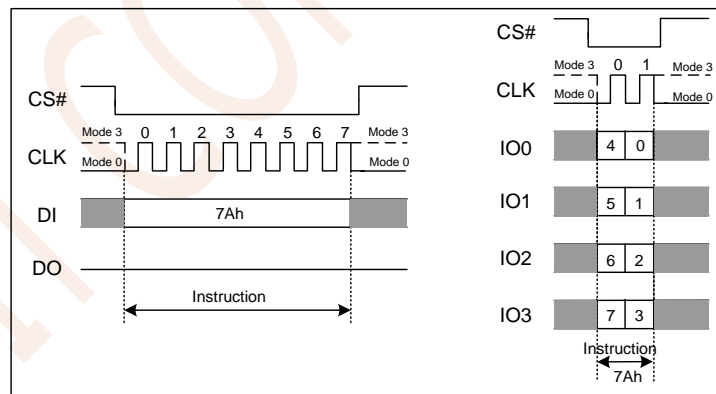 CS#
Mode 3 0 1 2 3 4 5 6 7 Mode 3
CLK
Mode 0 Mode 0
DI 7Ah
DO
Instruction
CS#
Mode 3 0 1 Mode 3
CLK
Mode 0 Mode 0
IO0 4 0
IO1 5 1
IO2 6 2
IO3 7 3
Instruction
7Ah